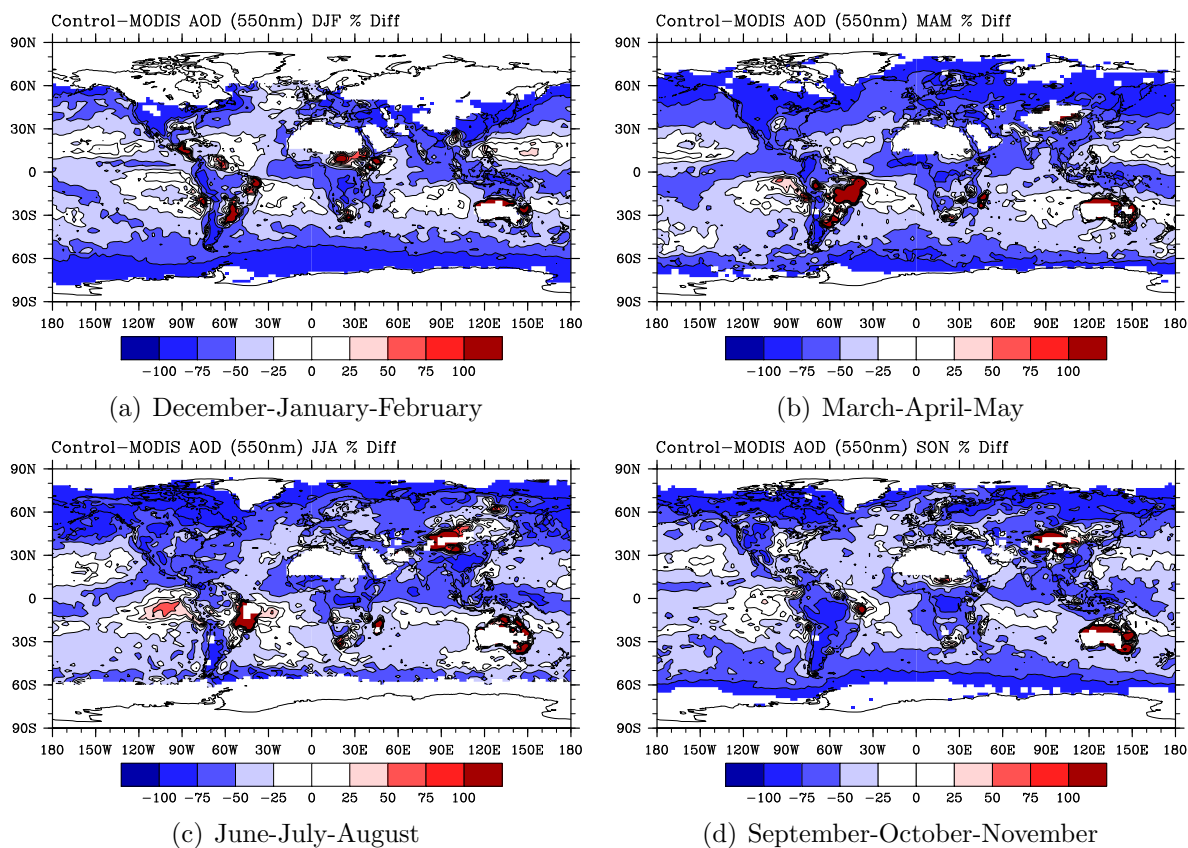 Control-MODIS AOD (550nm) DJF % Diff
90N
60N
30N
0
30S
60S
90S
180 150W 120W 90W 60W 30W 0 30E 60E 90E 120E 150E 180
-100 -75 -50 -25 0 25 50 75 100
(a) December-January-February
Control-MODIS AOD (550nm) MAM % Diff
90N
60N
30N
0
30S
60S
90S
180 150W 120W 90W 60W 30W 0 30E 60E 90E 120E 150E 180
-100 -75 -50 -25 0 25 50 75 100
(b) March-April-May
Control-MODIS AOD (550nm) JJA % Diff
90N
60N
30N
0
30S
60S
90S
180 150W 120W 90W 60W 30W 0 30E 60E 90E 120E 150E 180
-100 -75 -50 -25 0 25 50 75 100
(c) June-July-August
Control-MODIS AOD (550nm) SON % Diff
90N
60N
30N
0
30S
60S
90S
180 150W 120W 90W 60W 30W 0 30E 60E 90E 120E 150E 180
-100 -75 -50 -25 0 25 50 75 100
(d) September-October-November